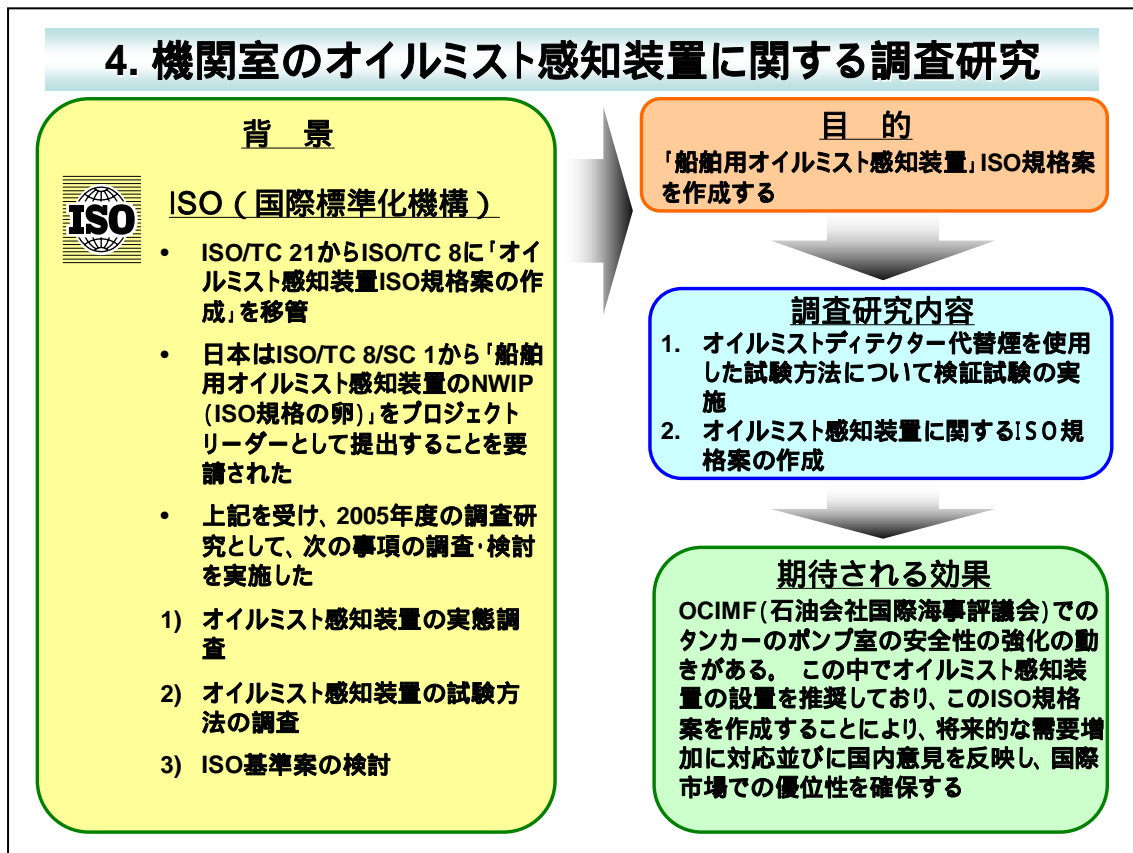 4. 機関室のオイルミスト感知装置に関する調査研究
背 景
ISO
ISO（国際標準化機構）
• ISO/TC 21からISO/TC 8に「オイ
ルミスト感知装置ISO規格案の作
成」を移管
• 日本はISO/TC 8/SC 1から「船舶
用オイルミスト感知装置のNWIP
(ISO規格の卵)」をプロジェクト
リーダーとして提出することを要
請された
• 上記を受け、2005年度の調査研
究として、次の事項の調査・検討
を実施した
1) オイルミスト感知装置の実態調
査
2) オイルミスト感知装置の試験方
法の調査
3) ISO基準案の検討
目 的
「船舶用オイルミスト感知装置」ISO規格案
を作成する
調査研究内容
1. オイルミストディテクター代替煙を使用
した試験方法について検証試験の実
施
2. オイルミスト感知装置に関するISO規
格案の作成
期待される効果
OCIMF(石油会社国際海事評議会)での
タンカーのポンプ室の安全性の強化の動
きがある。 この中でオイルミスト感知装
置の設置を推奨しており、このISO規格
案を作成することにより、将来的な需要増
加に対応並びに国内意見を反映し、国際
市場での優位性を確保する